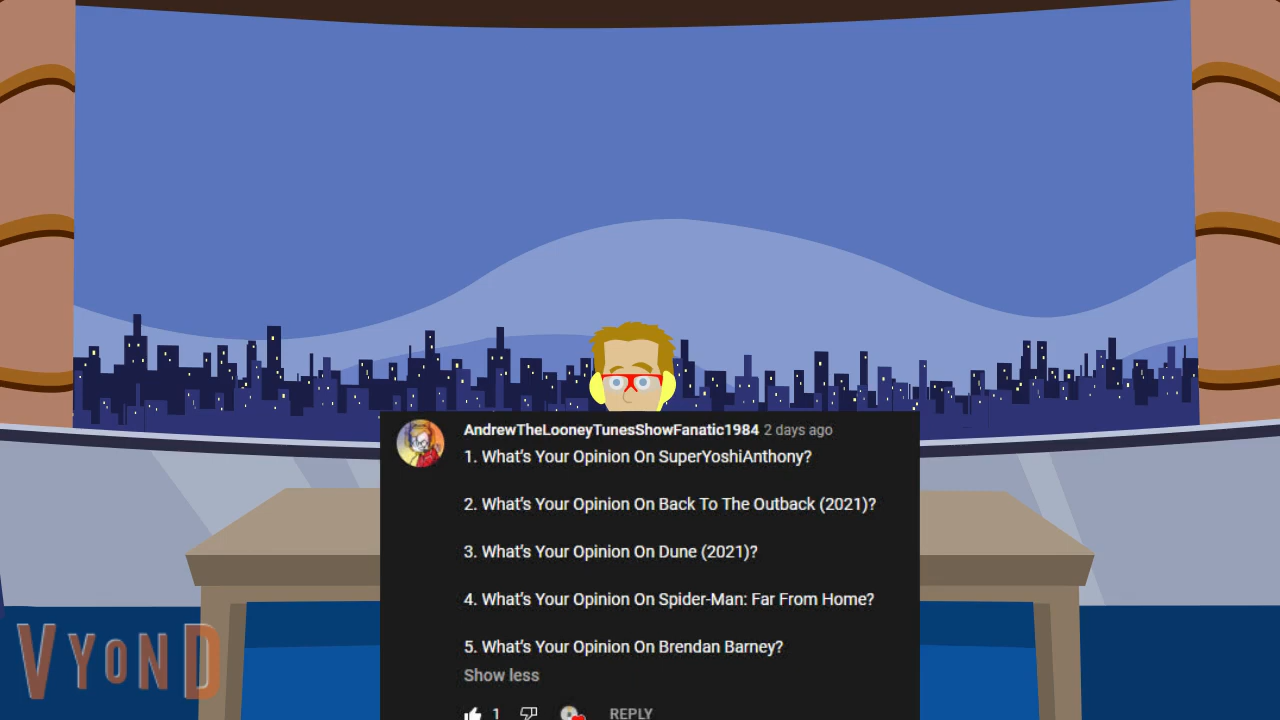 AndrewTheLooneyTunesShowFanatic1984 2 days ago
1. What's Your Opinion On SuperYoshiAnthony?
2. What's Your Opinion On Back To The Outback (2021)?
3. What's Your Opinion On Dune (2021)?
4. What's Your Opinion On Spider-Man: Far From Home?
5. What's Your Opinion On Brendan Barney?
Show less
1 REPLY
VYOND